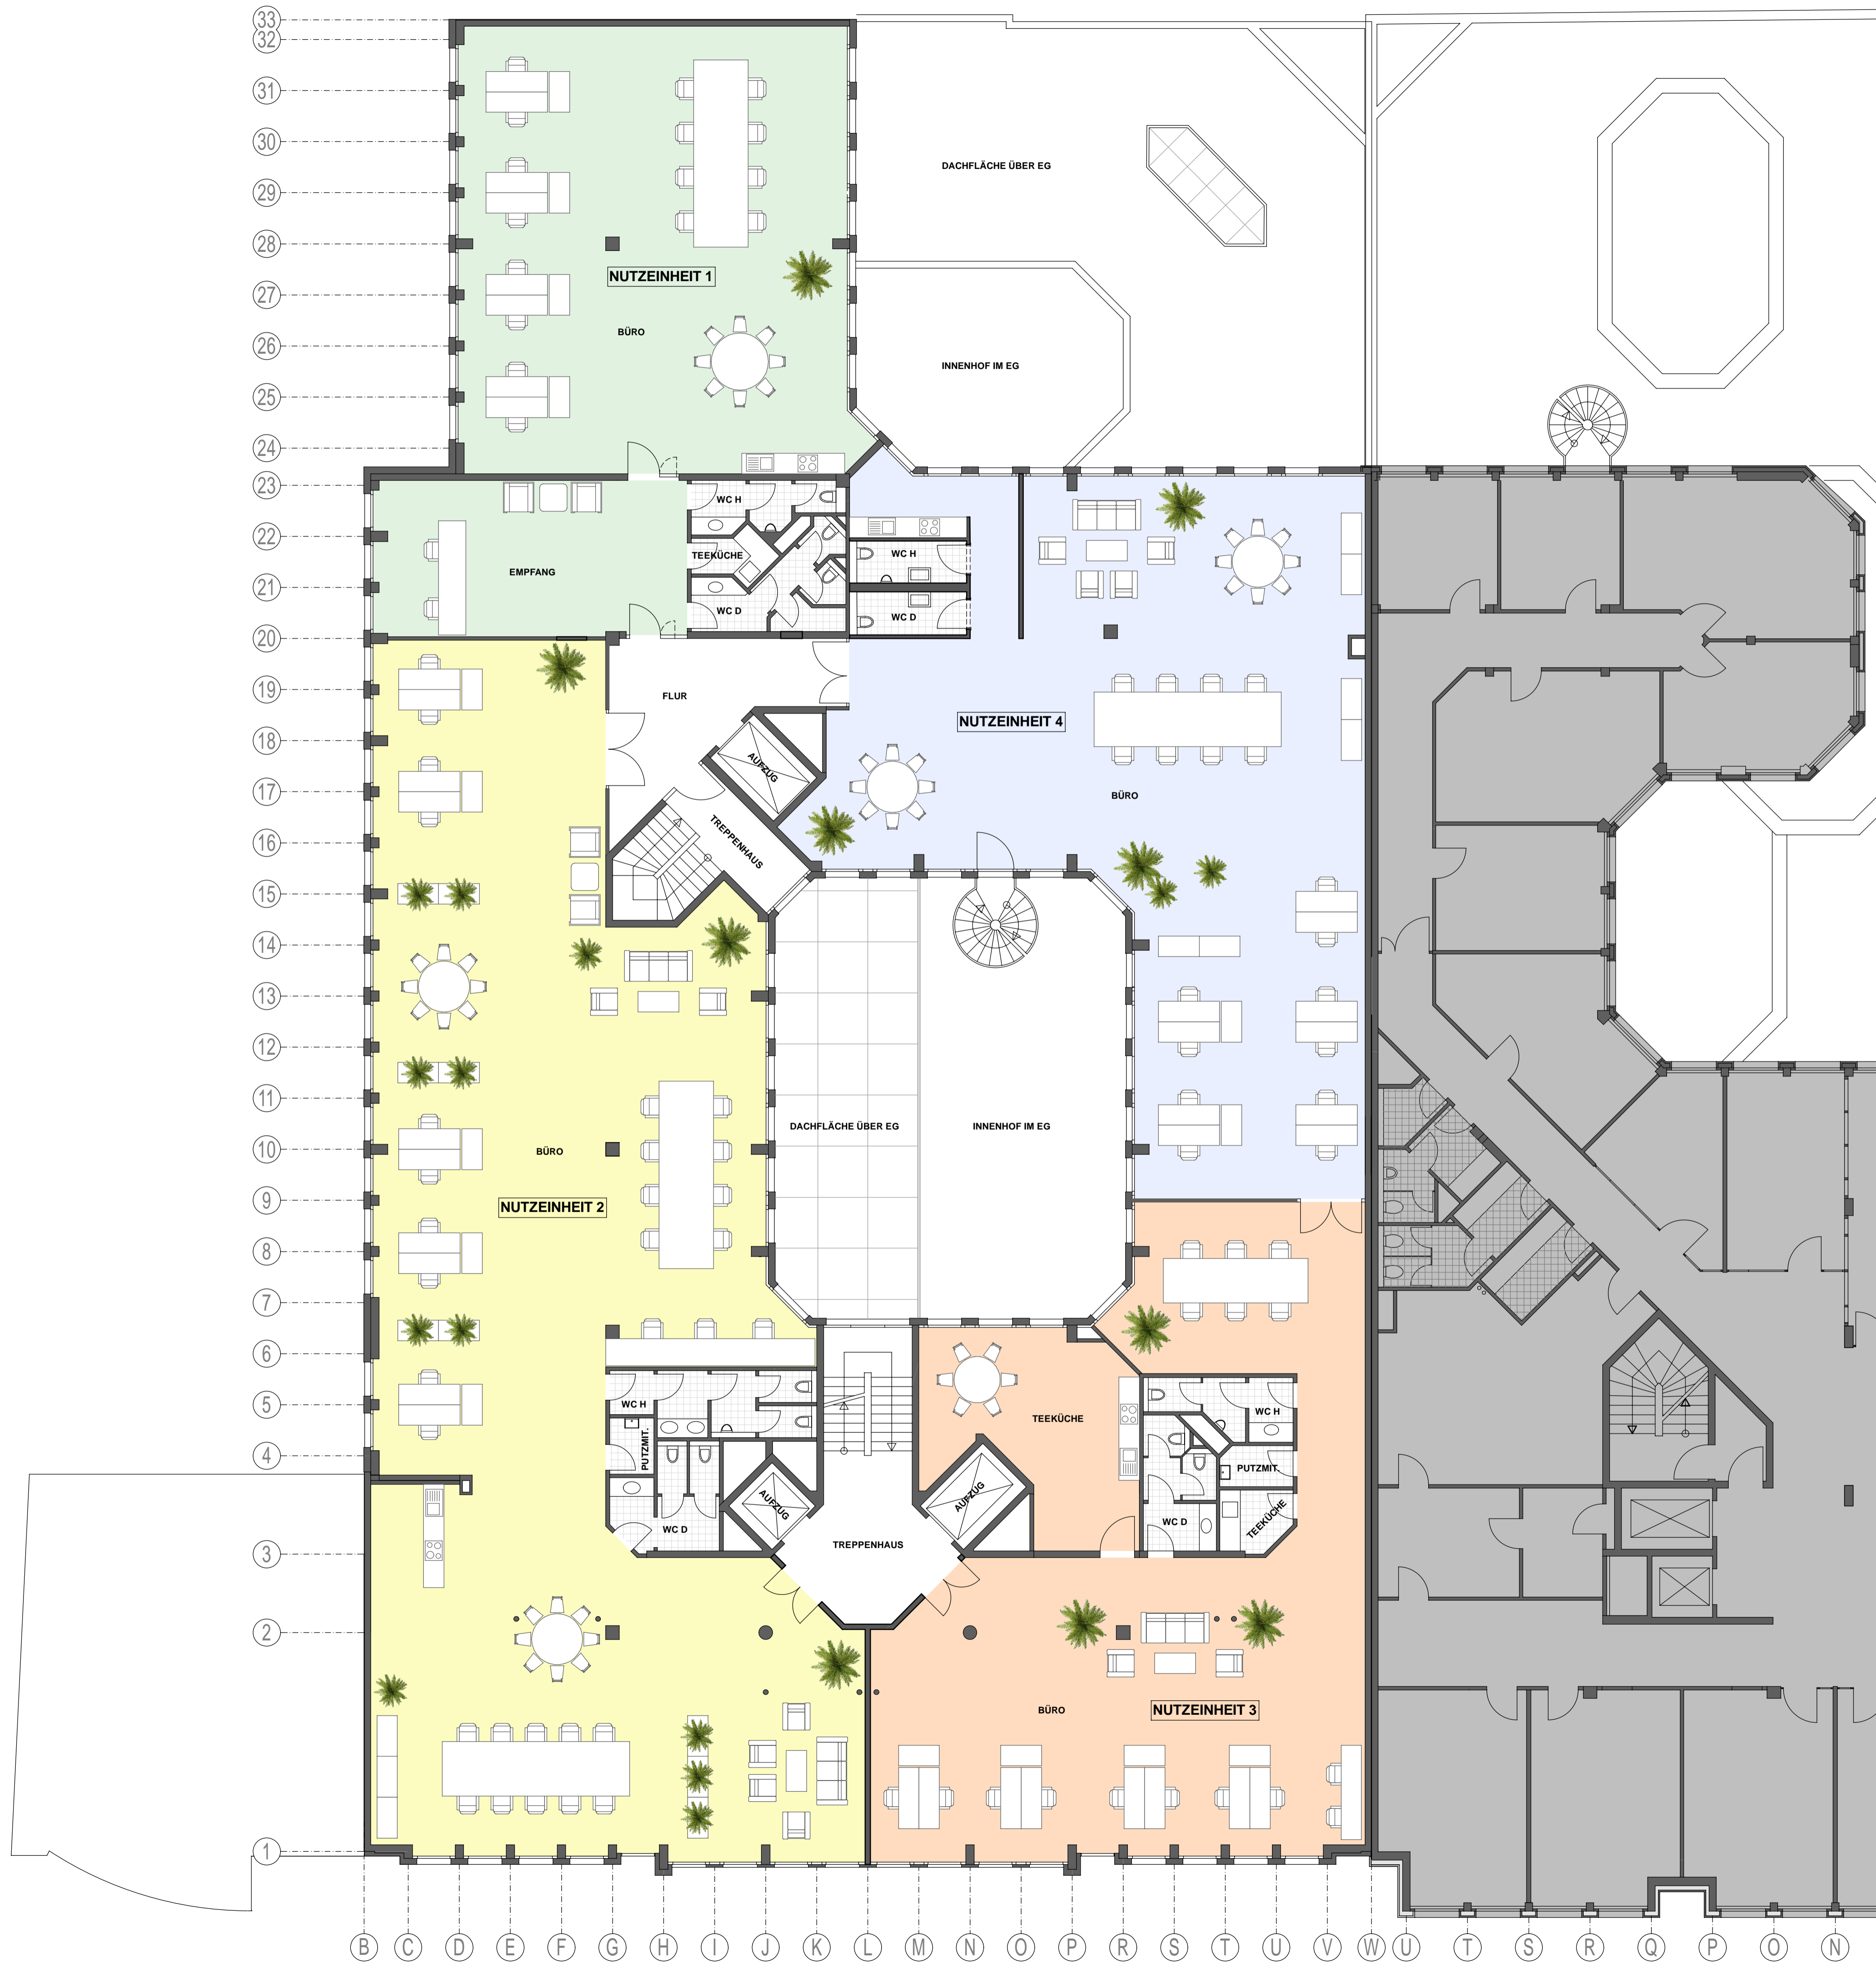 33
32
31
30
29
DACHFLÄCHE ÜBER EG
28
NUTZEINHEIT 1
27
BÜRO
26
INNENHOF IM EG
25
24
23
WC H
22
TEEKÜCHE
WC H
EMPFANG
21
WC D
WC D
20
19
FLUR
NUTZEINHEIT 4
18
AUFZUG
17
BÜRO
16
TREPPENHAUS
15
14
13
12
11
DACHFLÄCHE ÜBER EG
INNENHOF IM EG
10
BÜRO
9
NUTZEINHEIT 2
8
7
6
5
WC H
TEEKÜCHE
WC H
4
PUTZMIT.
PUTZMIT.
AUFZUG
AUFZUG
WC D
WC D
TEEKÜCHE
3
TREPPENHAUS
2
BÜRO
NUTZEINHEIT 3
1
B C D E F G H I J K L M N O P R S T U V W U T S R Q P O N